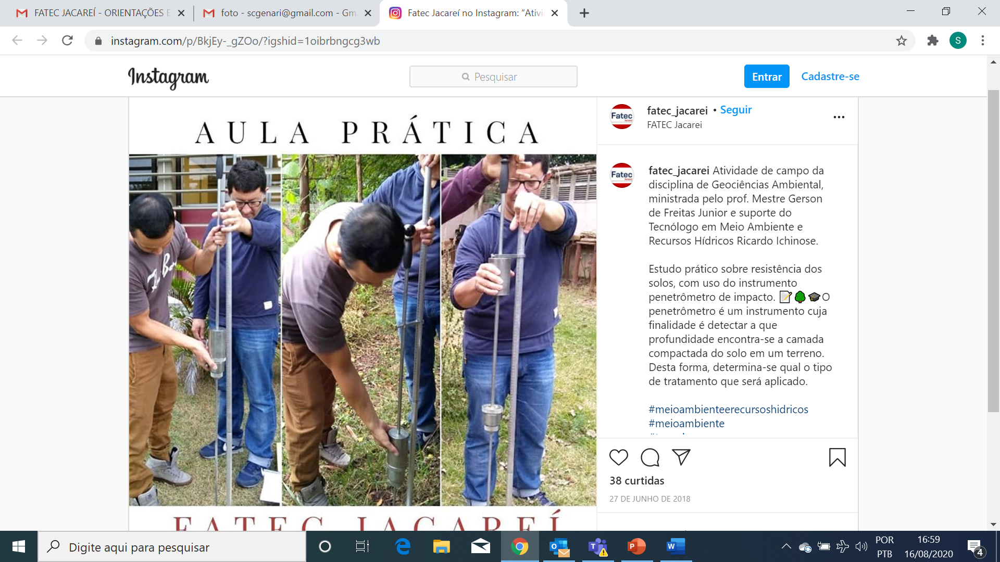 FATEC JACAREÍ - ORIENTAÇÕES E
foto - scgenari@gmail.com - Gm
Fatec Jacareí no Instagram: “Ativi
instagram.com/p/BkjEy-_gZOo/?igshid=1oibrbngcg3wb
S
Instagram
Pesquisar
Entrar
Cadastre-se
AULA PRÁTICA
FATEC JACAREÍ
Fatec
Jacareí
fatec_jacarei • Seguir
FATEC Jacarei
Fatec
Jacareí
fatec_jacarei Atividade de campo da
disciplina de Geociências Ambiental,
ministrada pelo prof. Mestre Gerson
de Freitas Junior e suporte do
Tecnólogo em Meio Ambiente e
Recursos Hídricos Ricardo Ichinose.
Estudo prático sobre resistência dos
solos, com uso do instrumento
penetrômetro de impacto. 📝🌳🎓O
penetrômetro é um instrumento cuja
finalidade é detectar a que
profundidade encontra-se a camada
compactada do solo em um terreno.
Desta forma, determina-se qual o tipo
de tratamento que será aplicado.
#meioambienteerecursoshidricos
#meioambiente
38 curtidas
27 DE JUNHO DE 2018
Digite aqui para pesquisar
POR
PTB
16:59
16/08/2020
4